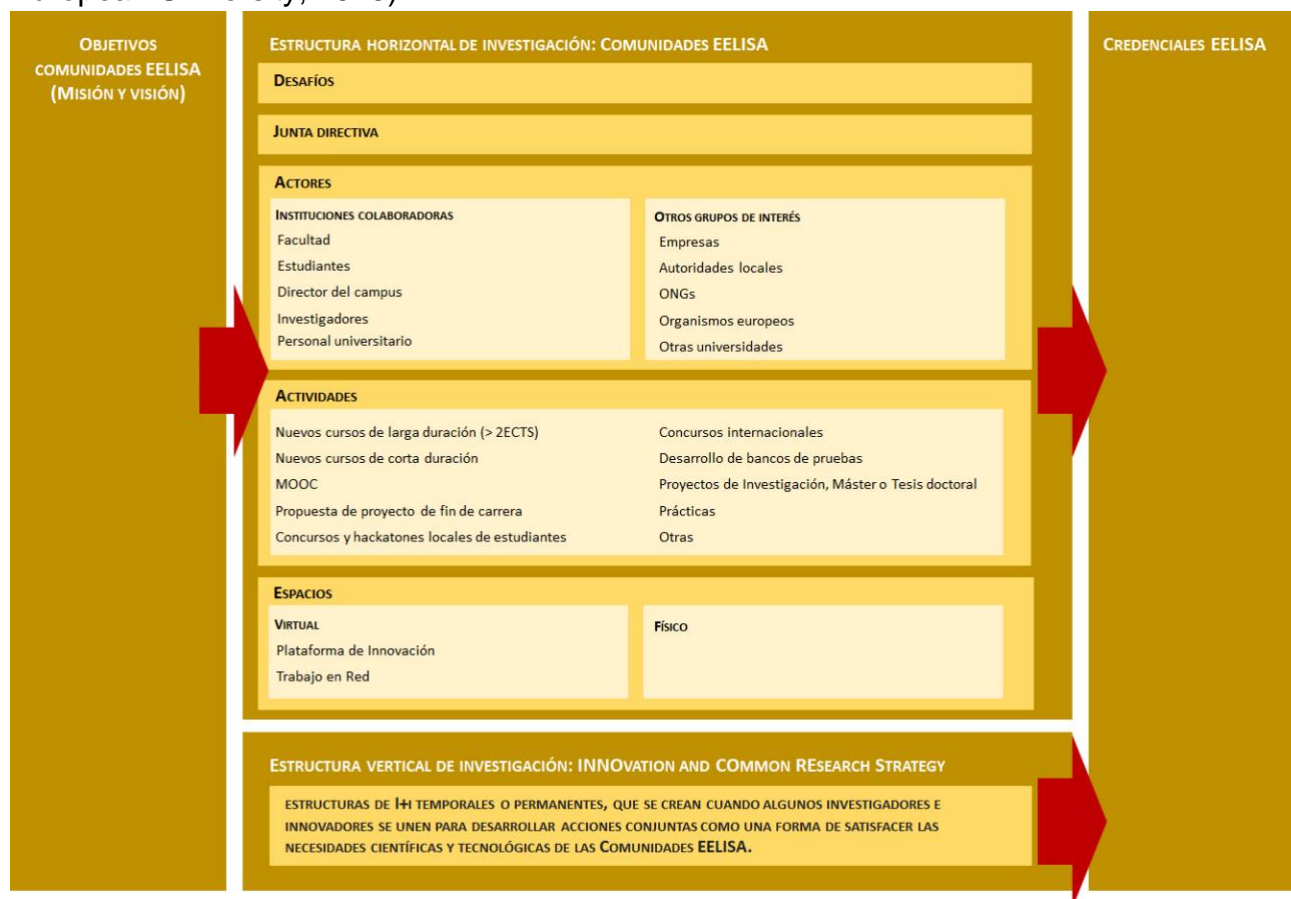 OBJETIVOS
COMUNIDADES EELISA
(MISIÓN Y VISIÓN)
ESTRUCTURA HORIZONTAL DE INVESTIGACIÓN: COMUNIDADES EELISA
DESAFÍOS
JUNTA DIRECTIVA
ACTORES
INSTITUCIONES COLABORADORAS
Facultad
Estudiantes
Director del campus
Investigadores
Personal universitario
OTROS GRUPOS DE INTERÉS
Empresas
Autoridades locales
ONGs
Organismos europeos
Otras universidades
ACTIVIDADES
Nuevos cursos de larga duración (> 2ECTS)
Nuevos cursos de corta duración
MOOC
Propuesta de proyecto de fin de carrera
Concursos y hackatones locales de estudiantes
Concursos internacionales
Desarrollo de bancos de pruebas
Proyectos de Investigación, Máster o Tesis doctoral
Prácticas
Otras
ESPACIOS
VIRTUAL
Plataforma de Innovación
Trabajo en Red
FÍSICO
ESTRUCTURA VERTICAL DE INVESTIGACIÓN: INNOVATION AND COMMON RESEARCH STRATEGY
ESTRUCTURAS DE I+I TEMPORALES O PERMANENTES, QUE SE CREAN CUANDO ALGUNOS INVESTIGADORES E
INNOVADORES SE UNEN PARA DESARROLLAR ACCIONES CONJUNTAS COMO UNA FORMA DE SATISFACER LAS
NECESIDADES CIENTÍFICAS Y TECNOLÓGICAS DE LAS COMUNIDADES EELISA.
CREDENCIALES EELISA